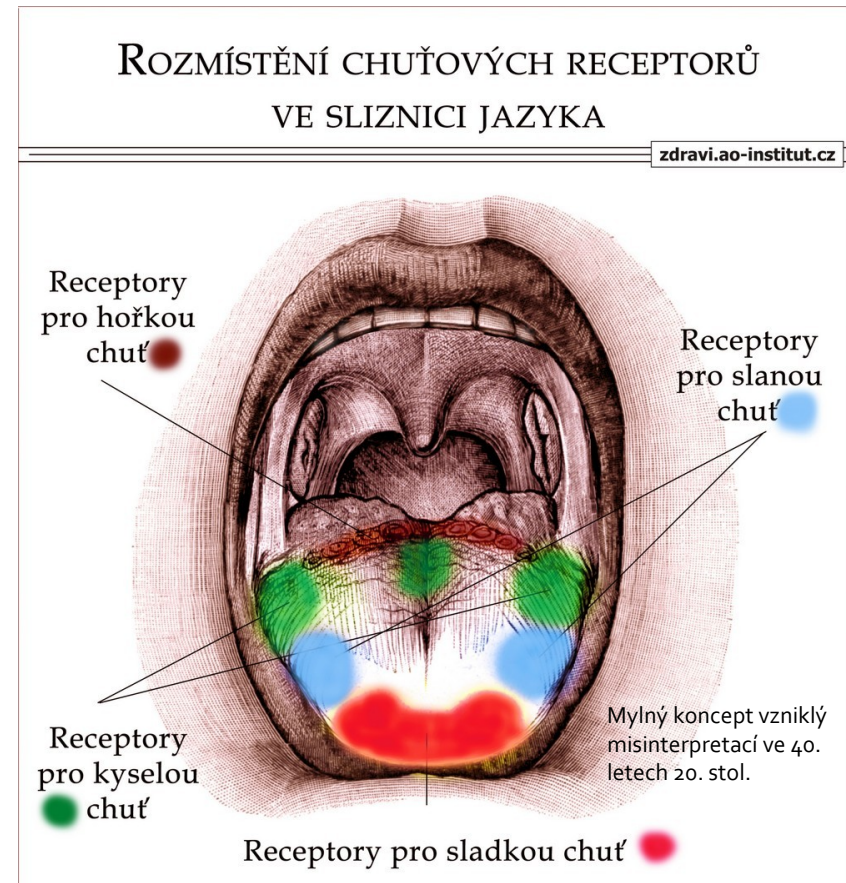 Rozmístění chuťových receptorů
ve sliznici jazyka
zdravi.ao-institut.cz
Receptory
pro hořkou
chuť
Receptory
pro slanou
chuť
Mylný koncept vzniklý
misinterpretací ve 40.
letech 20. stol.
Receptory
pro kyselou
chuť
Receptory pro sladkou chuť